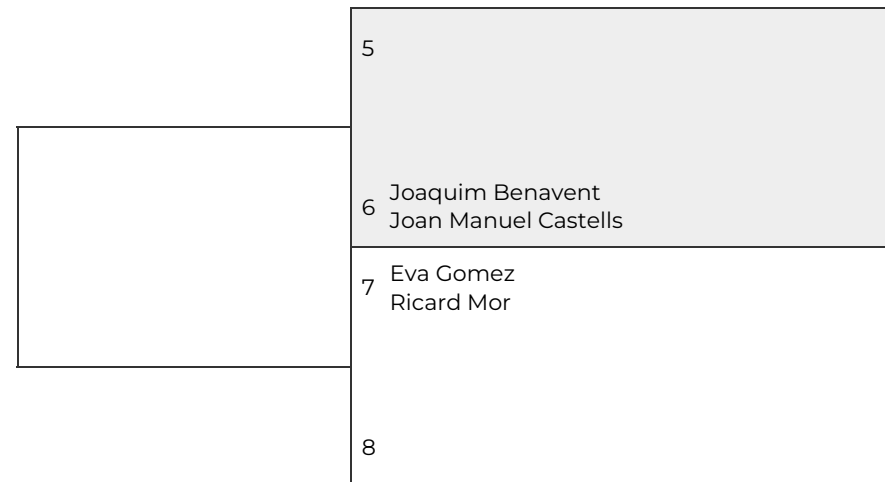 5
6 Joaquim Benavent
Joan Manuel Castells
7 Eva Gomez
Ricard Mor
8